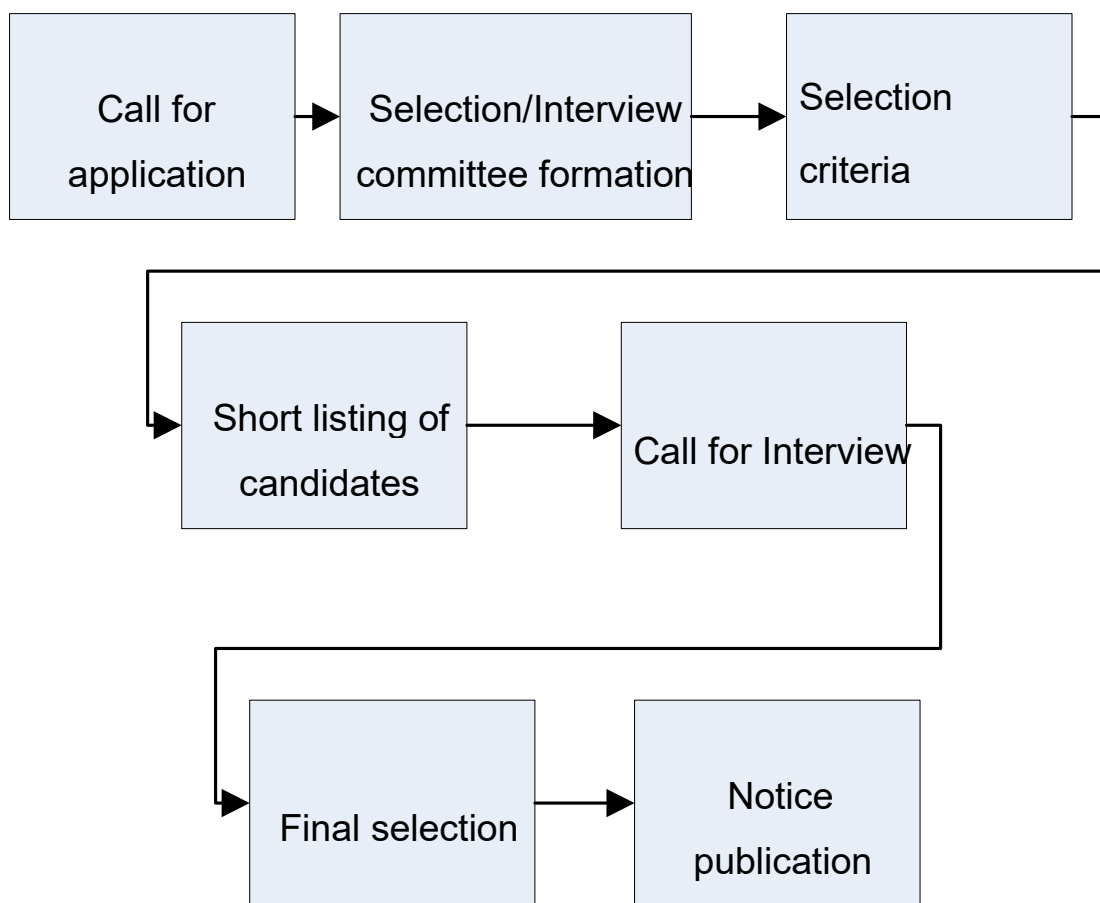 Call for
application
Selection/Interview
committee formation
Selection
criteria
Short listing of
candidates
Call for Interview
Final selection
Notice
publication